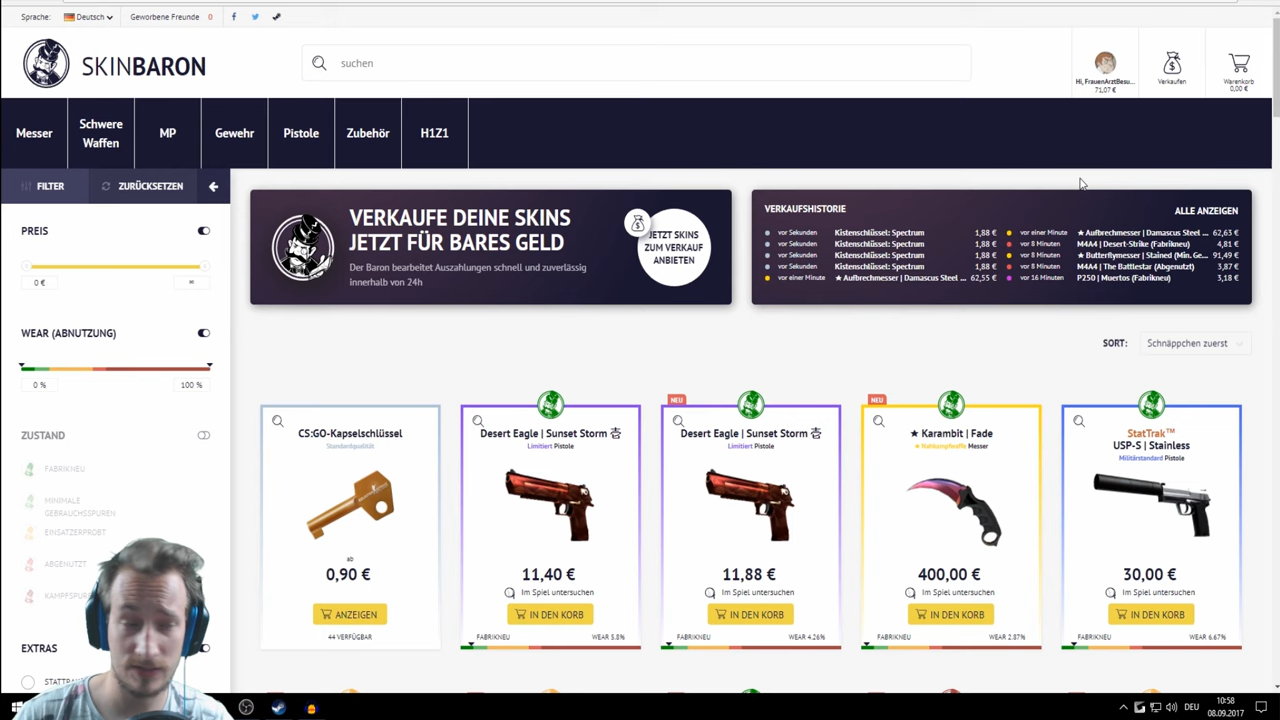 Sprache: Deutsch Geworbene Freunde 0
SKINBARON
suchen
Hi, FrauenArztBesu...
71,07 €
Verkaufen
Warenkorb
0,00 €
Messer
Schwere
Waffen
MP
Gewehr
Pistole
Zubehör
H1Z1
FILTER
ZURÜCKSETZEN
PREIS
0 €
∞
WEAR (ABNUTZUNG)
0 %
100 %
ZUSTAND
FABRIKNEU
MINIMALE
GEBRAUCHSSPUREN
EINSATZERPROBT
ABGENUTZT
EXTRAS
VERKAUFE DEINE SKINS
JETZT FÜR BARES GELD
Der Baron bearbeitet Auszahlungen schnell und zuverlässig
innerhalb von 24h
JETZT SKINS
ZUM VERKAUF
ANBIETEN
VERKAUFSHISTORIE
ALLE ANZEIGEN
vor Sekunden Kistenschlüssel: Spectrum 1,88 €
vor Sekunden Kistenschlüssel: Spectrum 1,88 €
vor Sekunden Kistenschlüssel: Spectrum 1,88 €
vor Sekunden Kistenschlüssel: Spectrum 1,88 €
vor einer Minute ★ Aufbrechmesser | Damascus Steel ... 62,55 €
vor einer Minute ★ Aufbrechmesser | Damascus Steel ... 62,65 €
vor 8 Minuten M4A4 | Desert-Strike (Fabrikneu) 4,81 €
vor 8 Minuten ★ Butterflymesser | Stained (Min. Ge... 91,49 €
vor 8 Minuten M4A4 | The Battlestar (Abgenutzt) 3,87 €
vor 16 Minuten P250 | Muertos (Fabrikneu) 3,18 €
SORT: Schnäppchen zuerst
CS:GO-Kapselschlüssel
Standardqualität
ab
0,90 €
ANZEIGEN
44 VERFÜGBAR
Desert Eagle | Sunset Storm 壱
Limitiert Pistole
11,40 €
Im Spiel untersuchen
IN DEN KORB
FABRIKNEU WEAR 5.8%
NEU
Desert Eagle | Sunset Storm 壱
Limitiert Pistole
11,88 €
Im Spiel untersuchen
IN DEN KORB
FABRIKNEU WEAR 4.26%
NEU
★ Karambit | Fade
★ Nahkampfwaffe Messer
400,00 €
Im Spiel untersuchen
IN DEN KORB
FABRIKNEU WEAR 2.87%
StatTrak™
USP-S | Stainless
Militärstandard Pistole
30,00 €
Im Spiel untersuchen
IN DEN KORB
FABRIKNEU WEAR 6.67%
DEU
10:58
08.09.2017